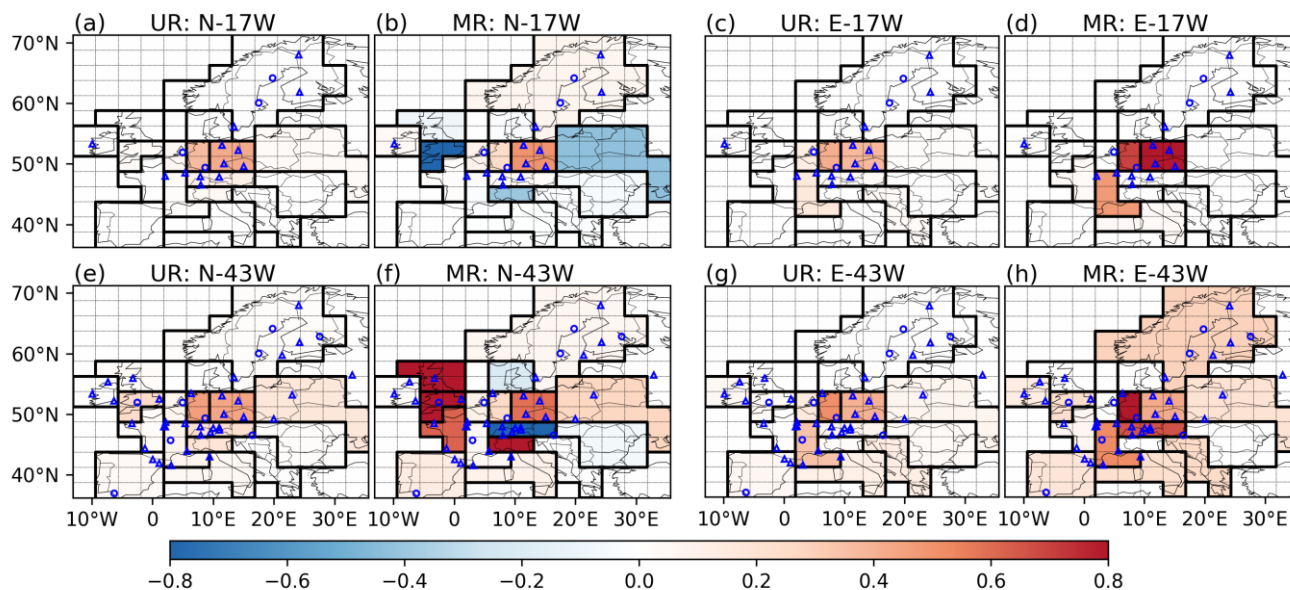 (a) UR: N-17W (b) MR: N-17W (c) UR: E-17W (d) MR: E-17W
70°N
60°N
50°N
40°N
(e) UR: N-43W (f) MR: N-43W (g) UR: E-43W (h) MR: E-43W
70°N
60°N
50°N
40°N
10°W 0° 10°E 20°E 30°E 10°W 0° 10°E 20°E 30°E 10°W 0° 10°E 20°E 30°E 10°W 0° 10°E 20°E 30°E
−0.8 −0.6 −0.4 −0.2 0.0 0.2 0.4 0.6 0.8